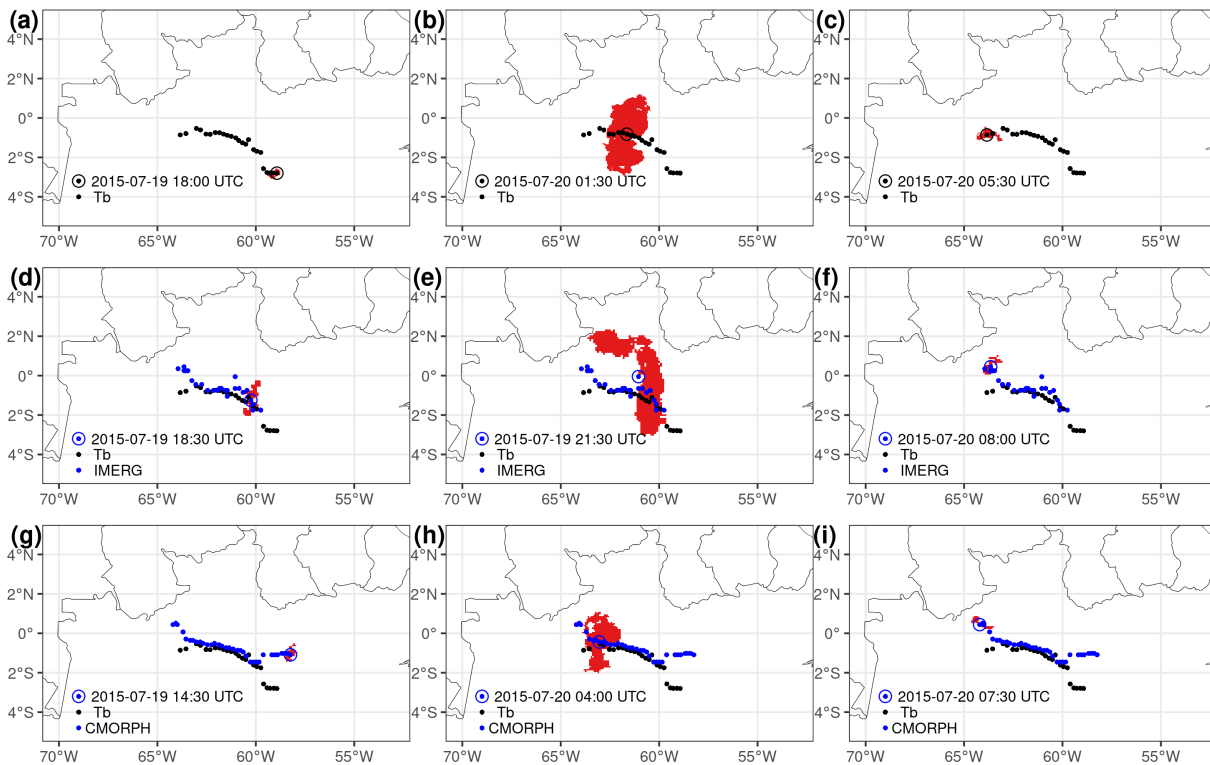 (a) (b) (c)
4°N
2°N
0°
2°S
4°S
2015-07-19 18:00 UTC
Tb
2015-07-20 01:30 UTC
Tb
2015-07-20 05:30 UTC
Tb
70°W 65°W 60°W 55°W 70°W 65°W 60°W 55°W 70°W 65°W 60°W 55°W
(d) (e) (f)
4°N
2°N
0°
2°S
4°S
2015-07-19 18:30 UTC
Tb
IMERG
2015-07-19 21:30 UTC
Tb
IMERG
2015-07-20 08:00 UTC
Tb
IMERG
70°W 65°W 60°W 55°W 70°W 65°W 60°W 55°W 70°W 65°W 60°W 55°W
(g) (h) (i)
4°N
2°N
0°
2°S
4°S
2015-07-19 14:30 UTC
Tb
CMORPH
2015-07-20 04:00 UTC
Tb
CMORPH
2015-07-20 07:30 UTC
Tb
CMORPH
70°W 65°W 60°W 55°W 70°W 65°W 60°W 55°W 70°W 65°W 60°W 55°W